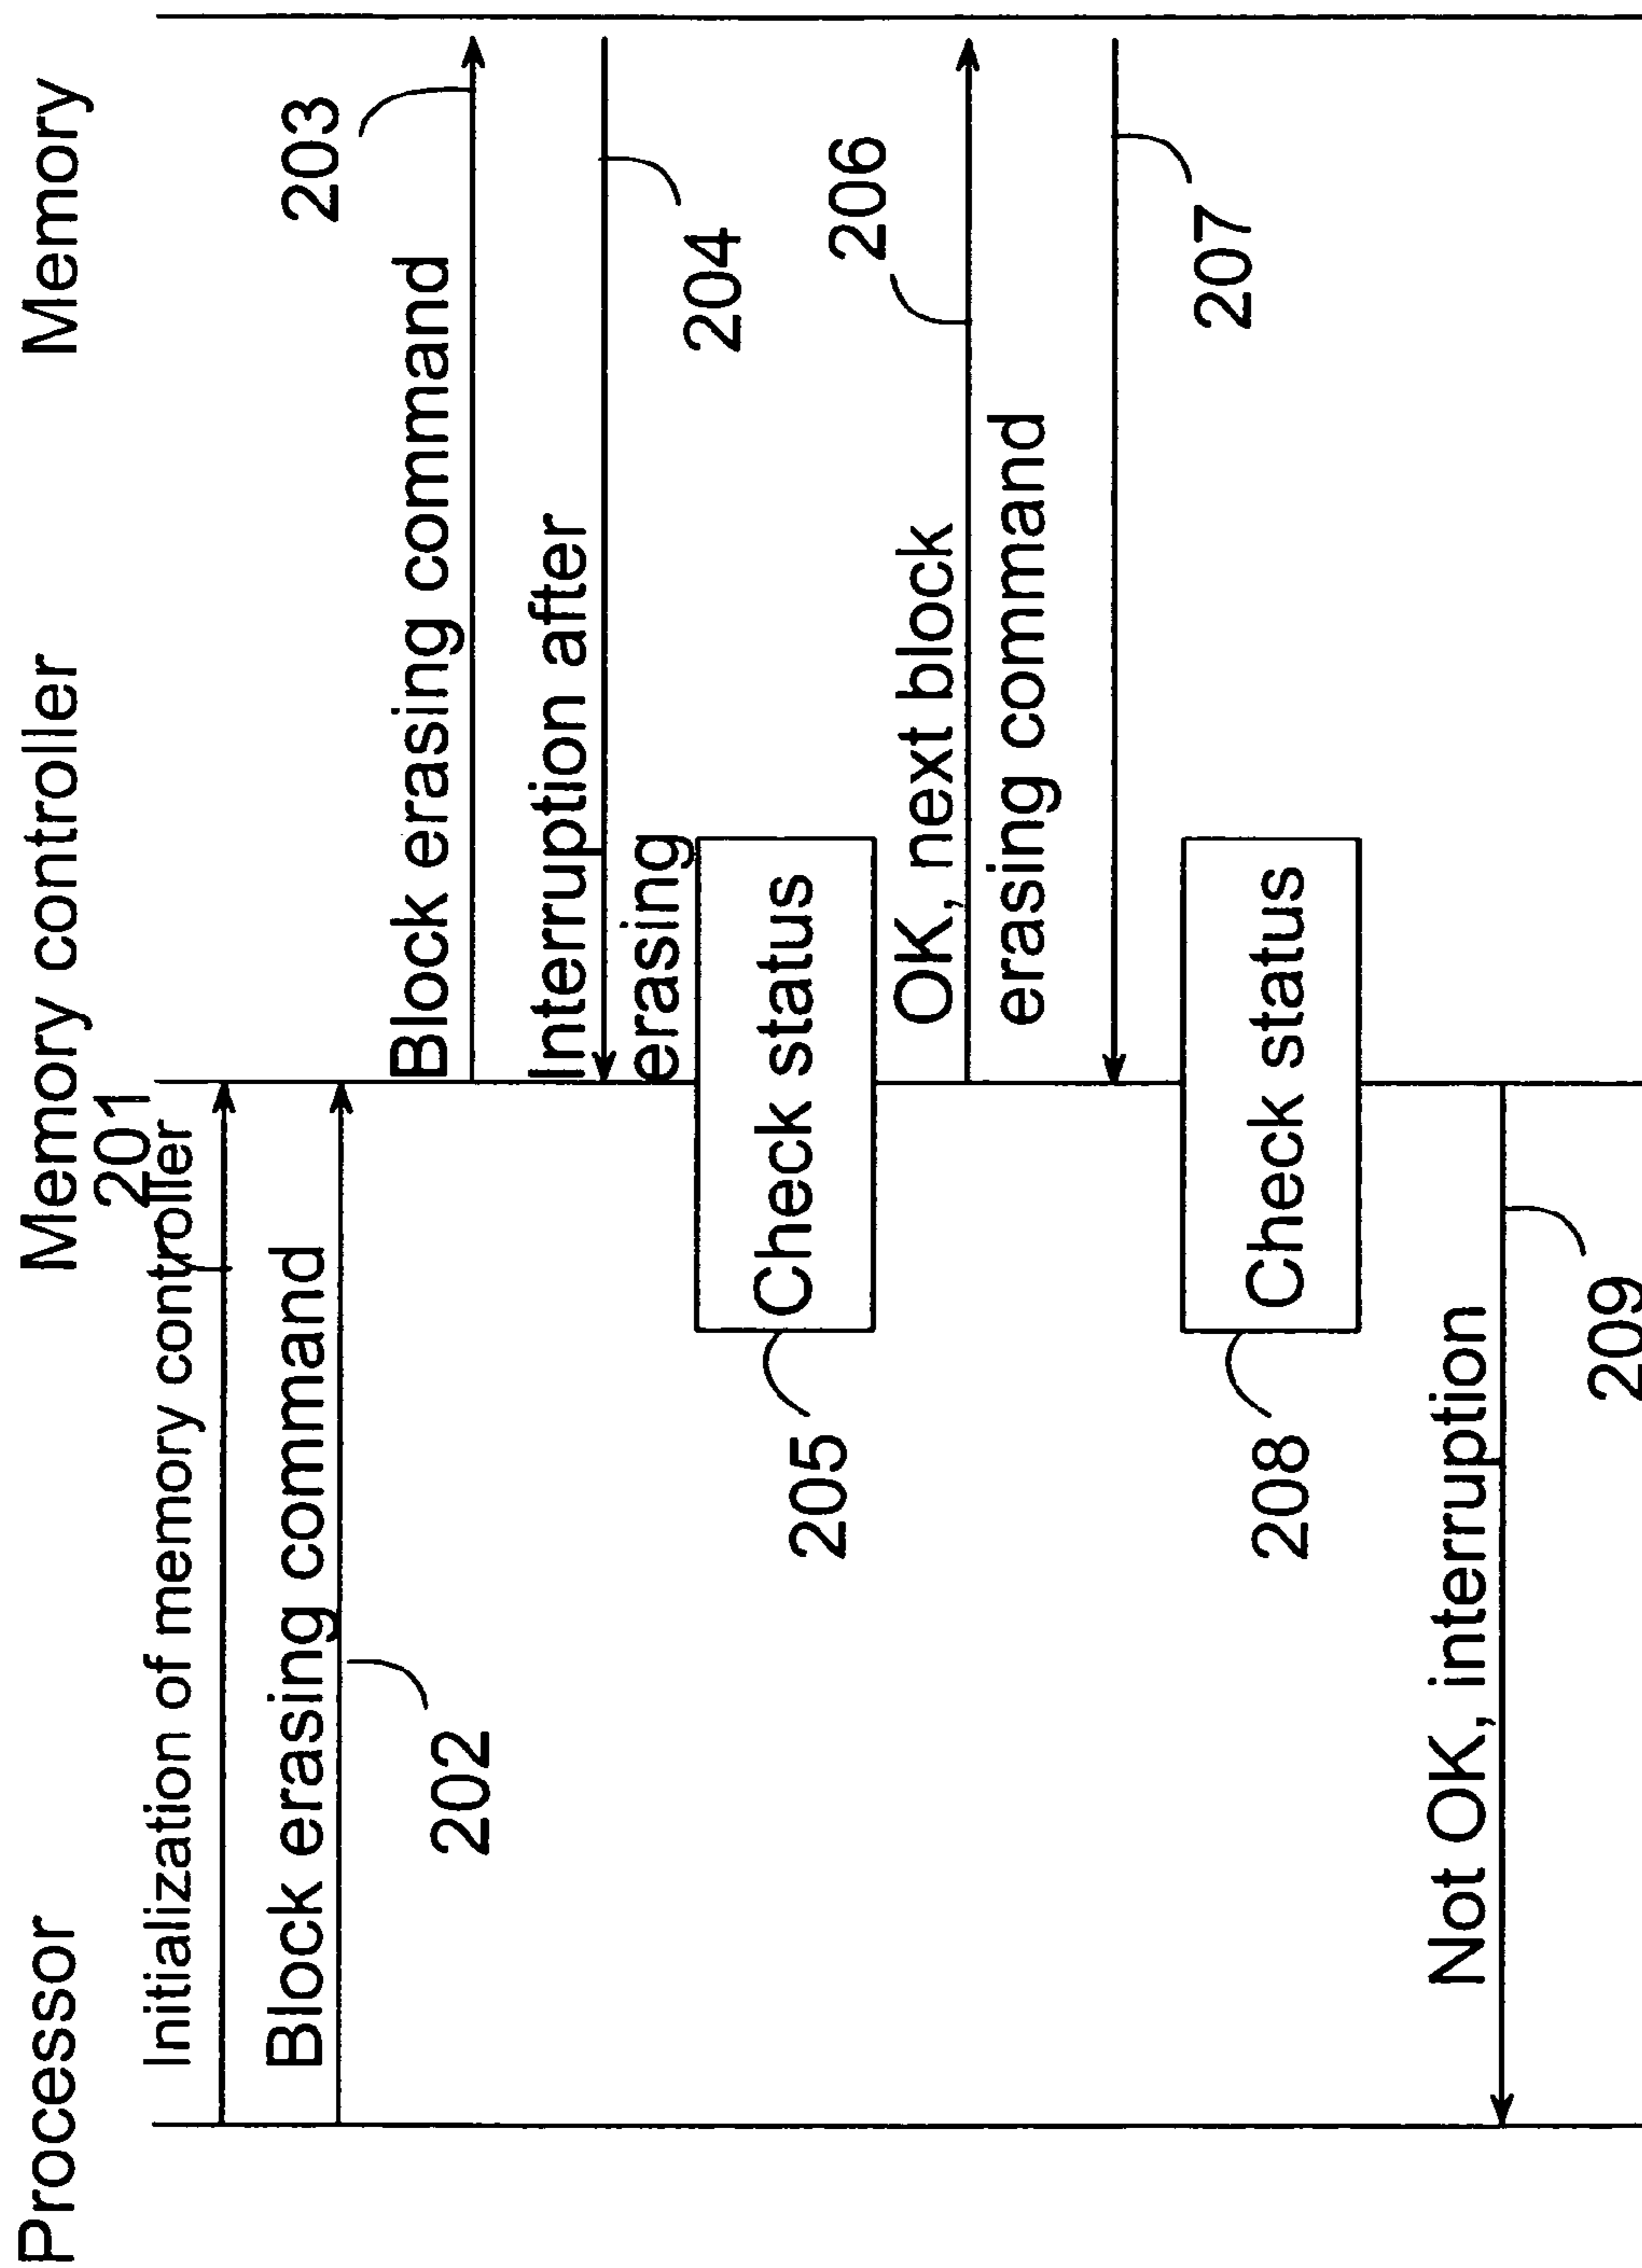 Processor
Memory controller
Memory
201
Initialization of memory controller
Block erasing command
202
Block erasing command
203
Interruption after
erasing
204
Check status
205
OK, next block
erasing command
206
207
Check status
208
Not OK, interruption
209